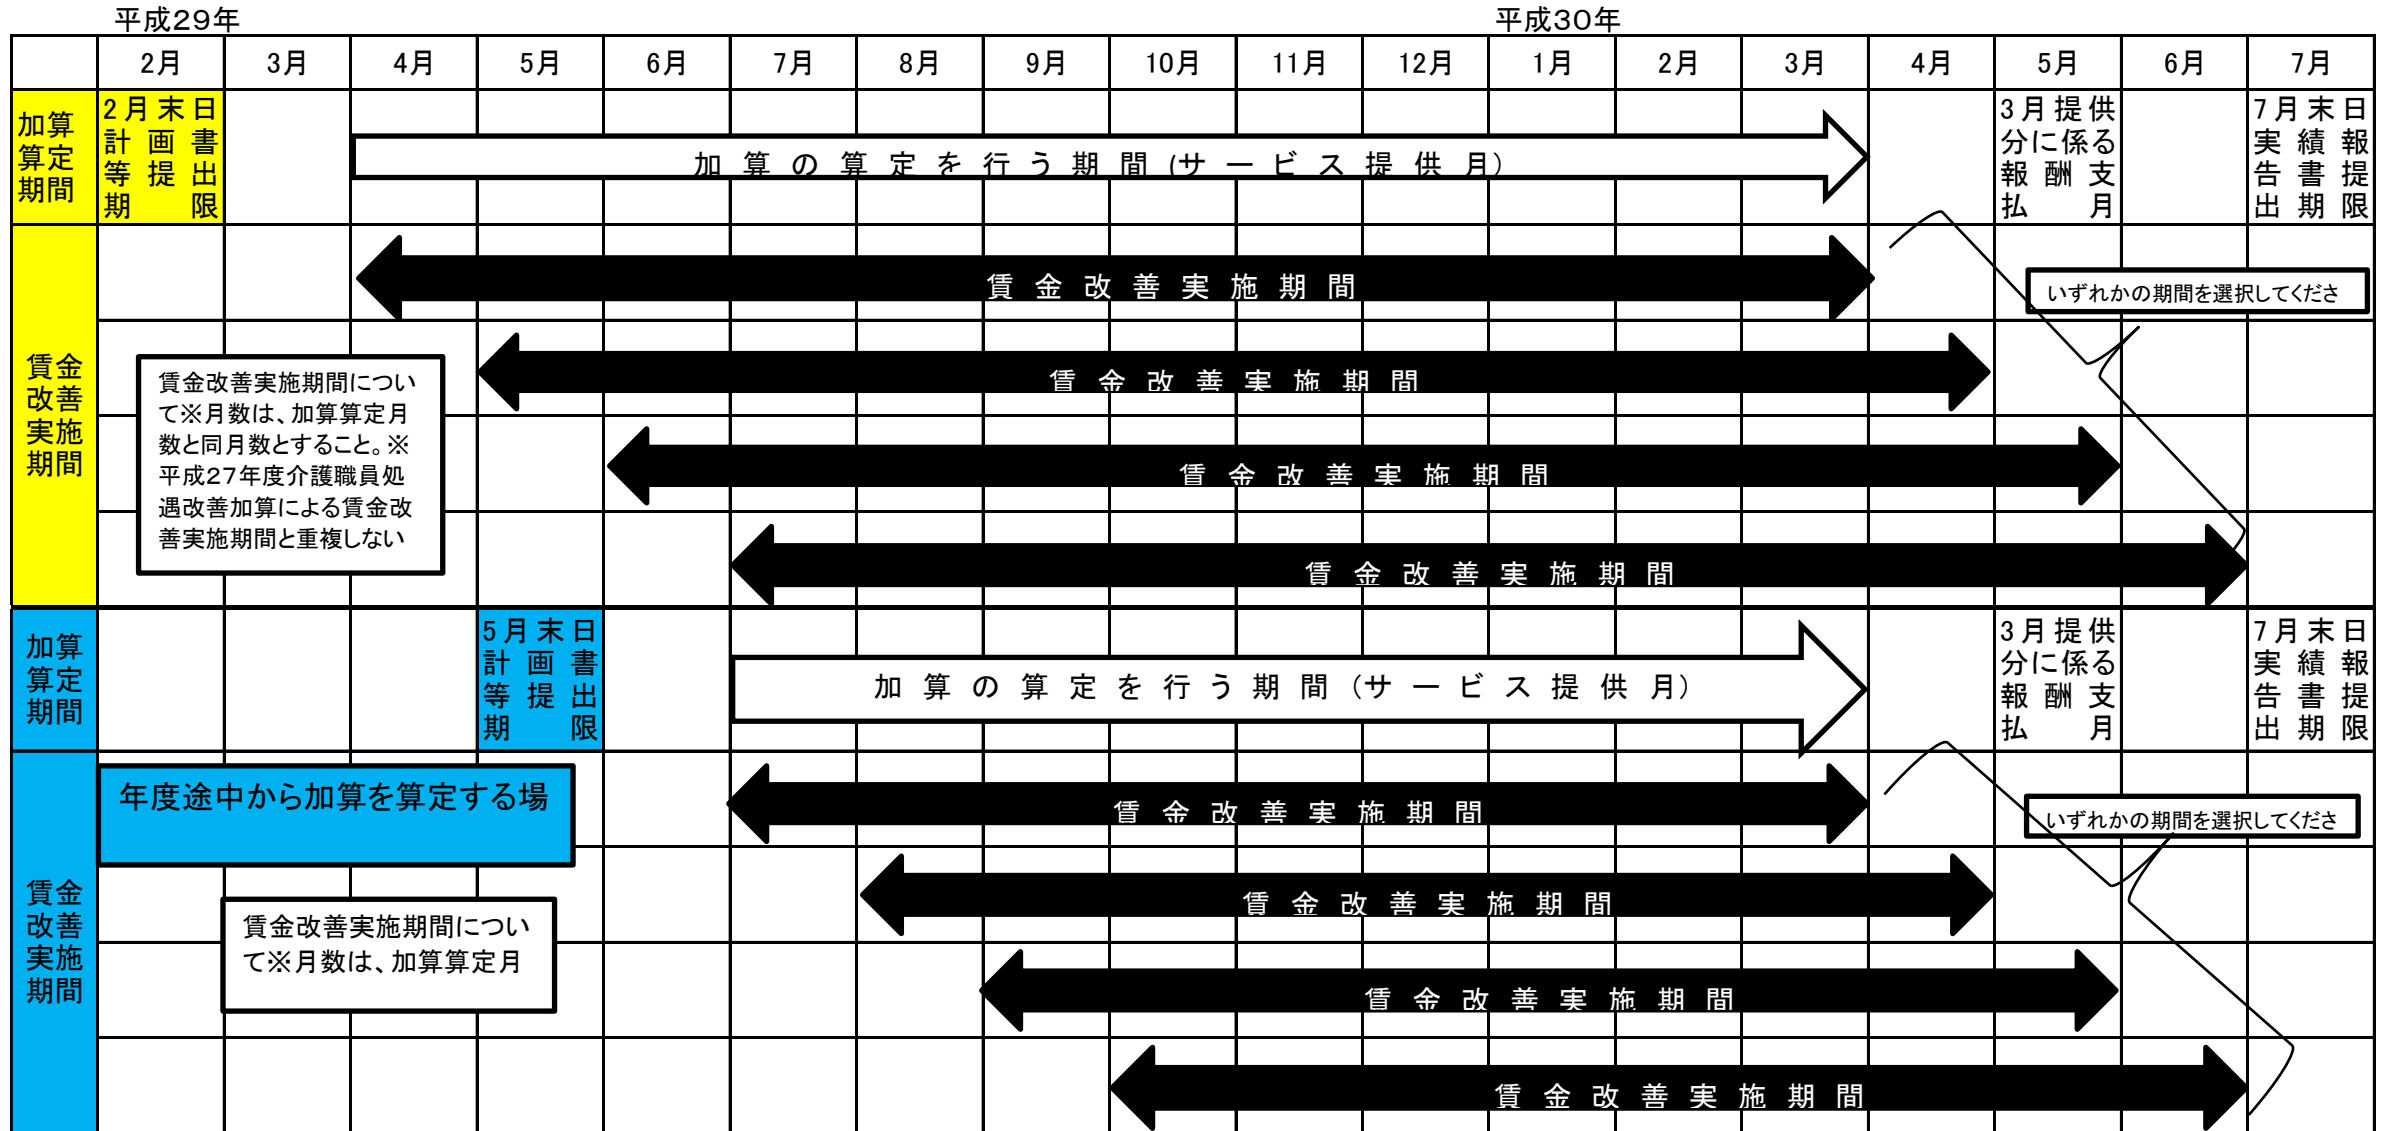 平成２９年
平成３０年
2月 3月 4月 5月 6月 7月 8月 9月 10月 11月 12月 1月 2月 3月 4月 5月 6月 7月
加算
算定
期間
2月末日
計画書
等提出
期限
加算の算定を行う期間(サービス提供月)
3月提供
分に係る
報酬支
払月
7月末日
実績報
告書提
出期限
賃金
改善
実施
期間
賃金改善実施期間
いずれかの期間を選択してくださ
賃金改善実施期間
賃金改善実施期間につい
て※月数は、加算算定月
数と同月数とすること。※
平成２７年度介護職員処
遇改善加算による賃金改
善実施期間と重複しない
賃金改善実施期間
賃金改善実施期間
加算
算定
期間
5月末日
計画書
等提出
期限
加算の算定を行う期間(サービス提供月)
3月提供
分に係る
報酬支
払月
7月末日
実績報
告書提
出期限
賃金
改善
実施
期間
年度途中から加算を算定する場
賃金改善実施期間
いずれかの期間を選択してくださ
賃金改善実施期間
賃金改善実施期間につい
て※月数は、加算算定月
賃金改善実施期間
賃金改善実施期間